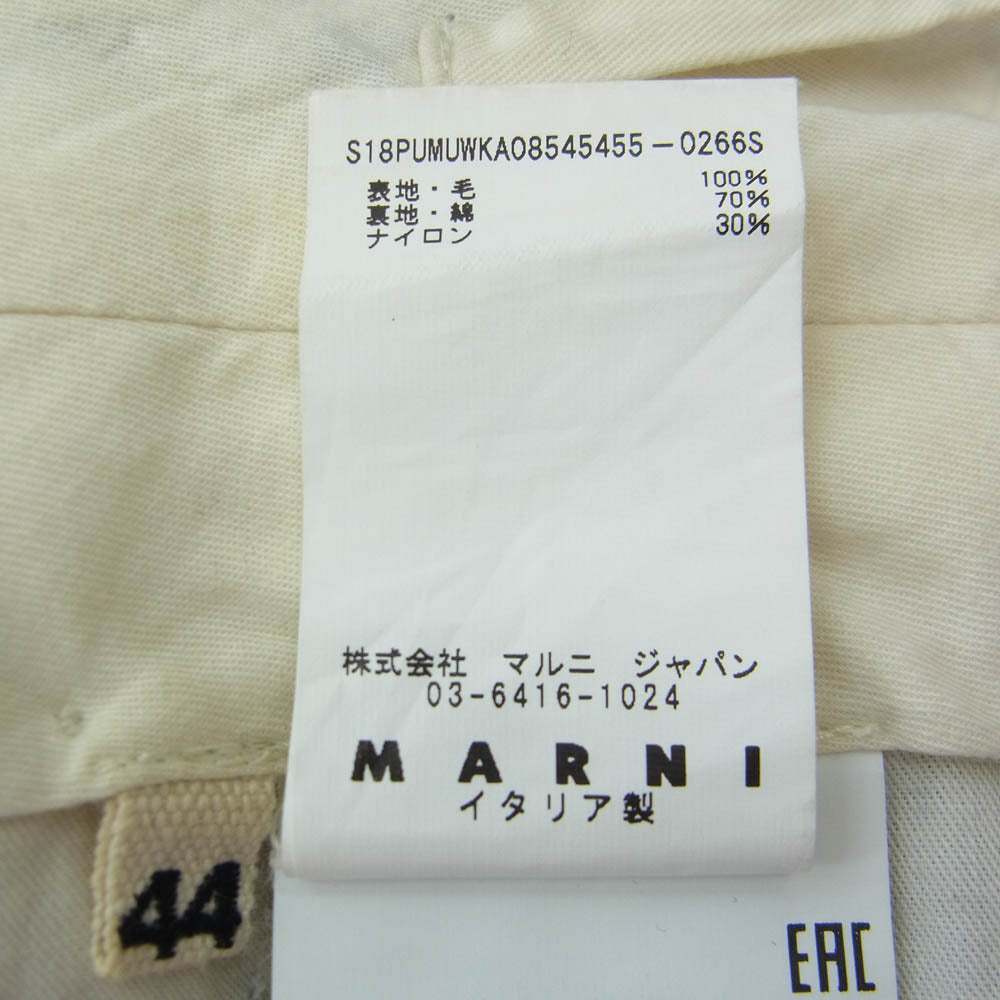 S18PUMUWKA08545455-0266S
表地・毛 100%
裏地・綿 70%
ナイロン 30%
株式会社 マルニ ジャパン
03-6416-1024
MARNI
イタリア製
44
EAC